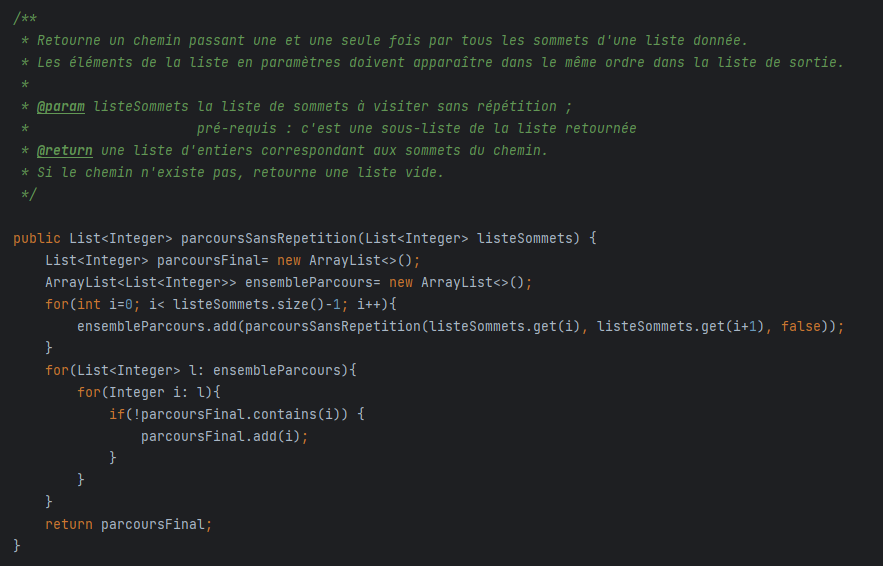 /**
 * Retourne un chemin passant une et une seule fois par tous les sommets d'une liste donnée.
 * Les éléments de la liste en paramètres doivent apparaître dans le même ordre dans la liste de sortie.
 *
 * @param listeSommets la liste de sommets à visiter sans répétition ;
 *                     pré-requis : c'est une sous-liste de la liste retournée
 * @return une liste d'entiers correspondant aux sommets du chemin.
 * Si le chemin n'existe pas, retourne une liste vide.
 */
public List<Integer> parcoursSansRepetition(List<Integer> listeSommets) {
    List<Integer> parcoursFinal= new ArrayList<>();
    ArrayList<List<Integer>> ensembleParcours= new ArrayList<>();
    for(int i=0; i< listeSommets.size()-1; i++){
        ensembleParcours.add(parcoursSansRepetition(listeSommets.get(i), listeSommets.get(i+1), false));
    }
    for(List<Integer> l: ensembleParcours){
        for(Integer i: l){
            if(!parcoursFinal.contains(i)) {
                parcoursFinal.add(i);
            }
        }
    }
    return parcoursFinal;
}